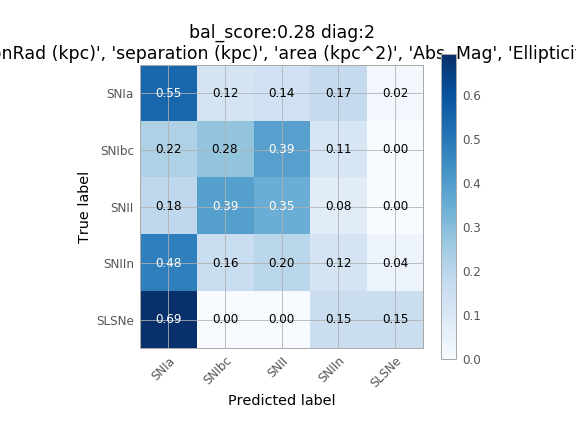 bal_score:0.28 diag:2
(kpc)', 'separation (kpc)', 'area (kpc^2)', 'Abs. Mag',
SNIa 0.55 0.12 0.14 0.17 0.02
SNIbc 0.22 0.28 0.39 0.11 0.00
SNII 0.18 0.39 0.35 0.08 0.00
SNIIn 0.48 0.16 0.20 0.12 0.04
SLSNe 0.69 0.00 0.00 0.15 0.15
SNIa SNIbc SNII SNIIn SLSNe
True label
Predicted label
0.6
0.5
0.4
0.3
0.2
0.1
0.0